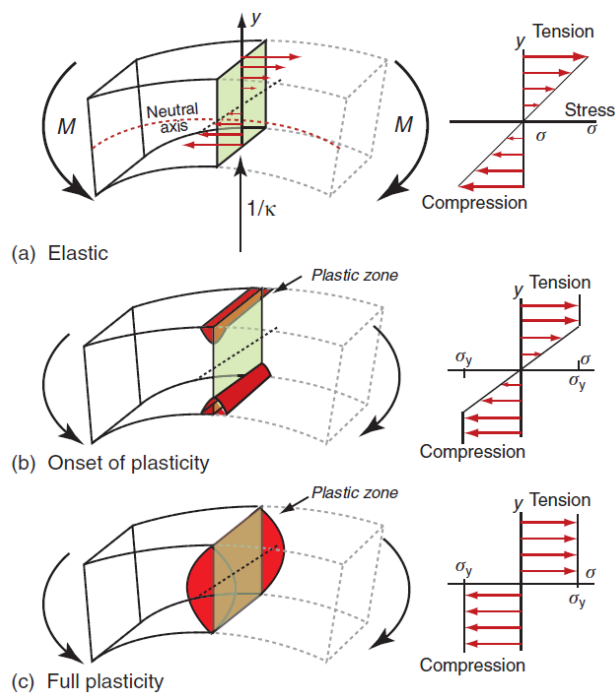 y
Tension
y
M
Neutral
axis
M
Stress
σ
σ
Compression
1/κ
(a) Elastic
Plastic zone
Tension
y
σy
σ
σy
Compression
(b) Onset of plasticity
Plastic zone
y Tension
σy
σ
σy
Compression
(c) Full plasticity